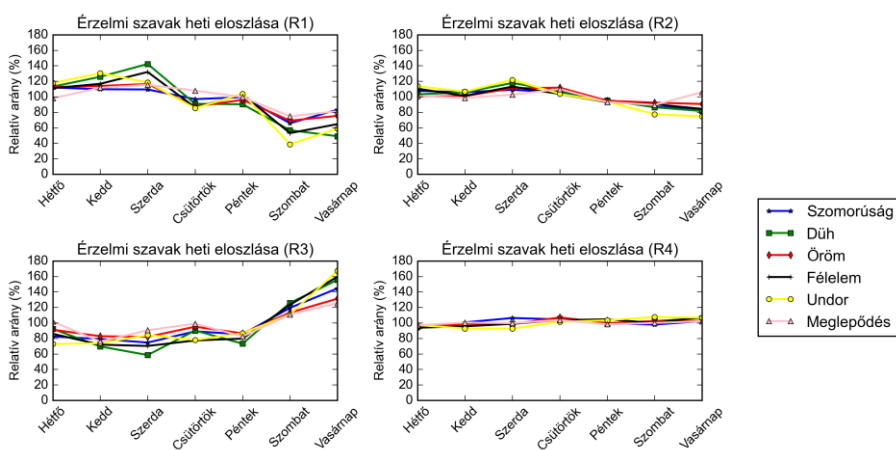 Érzelmi szavak heti eloszlása (R1)
Relatív arány (%)
180
160
140
120
100
80
60
40
20
0
Hétfő
Kedd
Szerda
Csütörtök
Péntek
Szombat
Vasárnap
Érzelmi szavak heti eloszlása (R2)
Relatív arány (%)
180
160
140
120
100
80
60
40
20
0
Hétfő
Kedd
Szerda
Csütörtök
Péntek
Szombat
Vasárnap
Érzelmi szavak heti eloszlása (R3)
Relatív arány (%)
180
160
140
120
100
80
60
40
20
0
Hétfő
Kedd
Szerda
Csütörtök
Péntek
Szombat
Vasárnap
Érzelmi szavak heti eloszlása (R4)
Relatív arány (%)
180
160
140
120
100
80
60
40
20
0
Hétfő
Kedd
Szerda
Csütörtök
Péntek
Szombat
Vasárnap
Szomorúság
Düh
Öröm
Félelem
Undor
Meglepődés